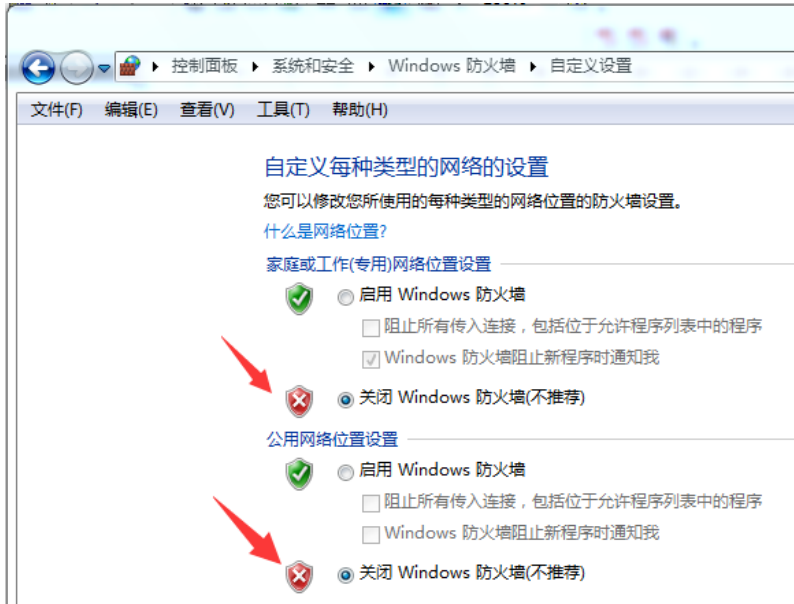 控制面板 系统和安全 Windows 防火墙 自定义设置
文件(F) 编辑(E) 查看(V) 工具(T) 帮助(H)
自定义每种类型的网络的设置
您可以修改您所使用的每种类型的网络位置的防火墙设置。
什么是网络位置?
家庭或工作(专用)网络位置设置
启用 Windows 防火墙
阻止所有传入连接，包括位于允许程序列表中的程序
Windows 防火墙阻止新程序时通知我
关闭 Windows 防火墙(不推荐)
公用网络位置设置
启用 Windows 防火墙
阻止所有传入连接，包括位于允许程序列表中的程序
Windows 防火墙阻止新程序时通知我
关闭 Windows 防火墙(不推荐)